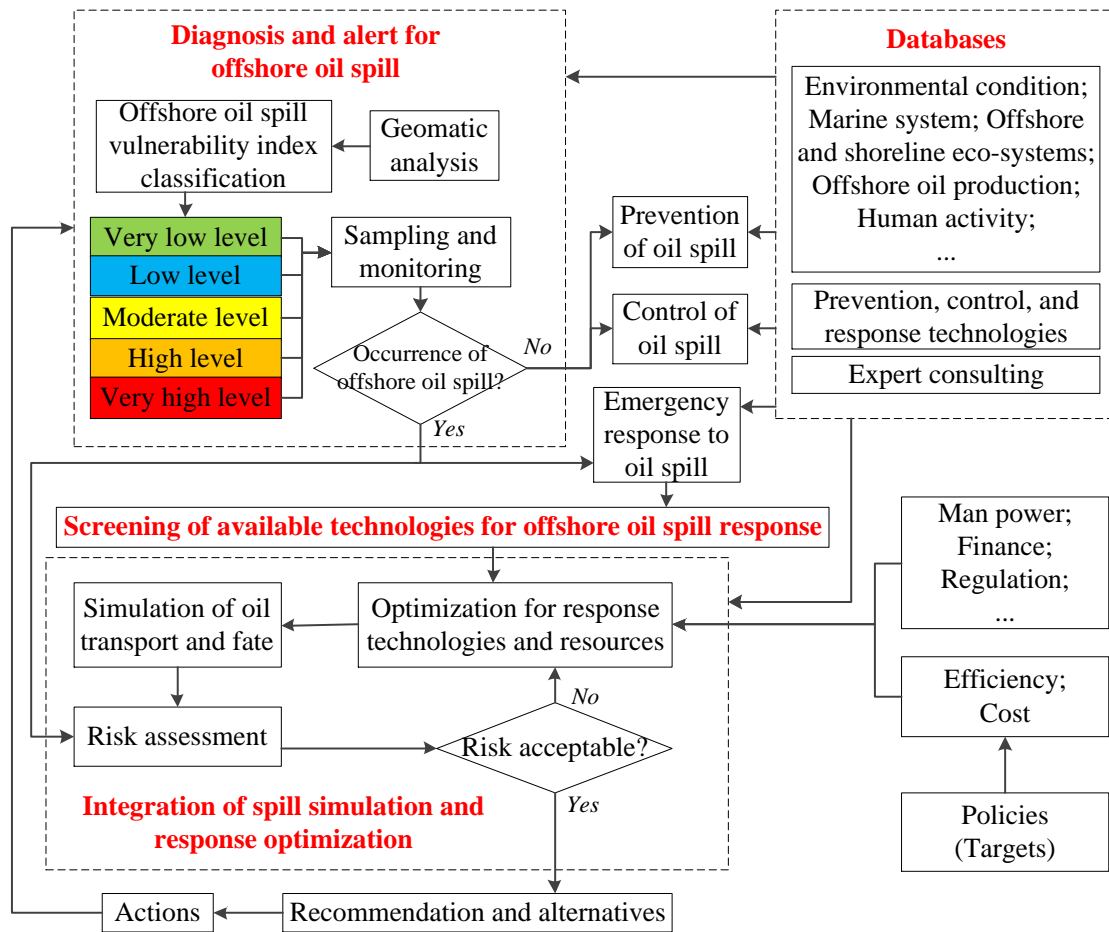 Diagnosis and alert for
offshore oil spill
Offshore oil spill
vulnerability index
classification
Geomatic
analysis
Very low level
Low level
Moderate level
High level
Very high level
Sampling and
monitoring
Occurrence of
offshore oil spill?
No
Yes
Prevention
of oil spill
Control of
oil spill
Emergency
response to
oil spill
Databases
Environmental condition;
Marine system; Offshore
and shoreline eco-systems;
Offshore oil production;
Human activity;
...
Prevention, control, and
response technologies
Expert consulting
Screening of available technologies for offshore oil spill response
Simulation of oil
transport and fate
Optimization for response
technologies and resources
No
Risk assessment
Risk acceptable?
Yes
Integration of spill simulation and
response optimization
Man power;
Finance;
Regulation;
...
Efficiency;
Cost
Policies
(Targets)
Actions
Recommendation and alternatives